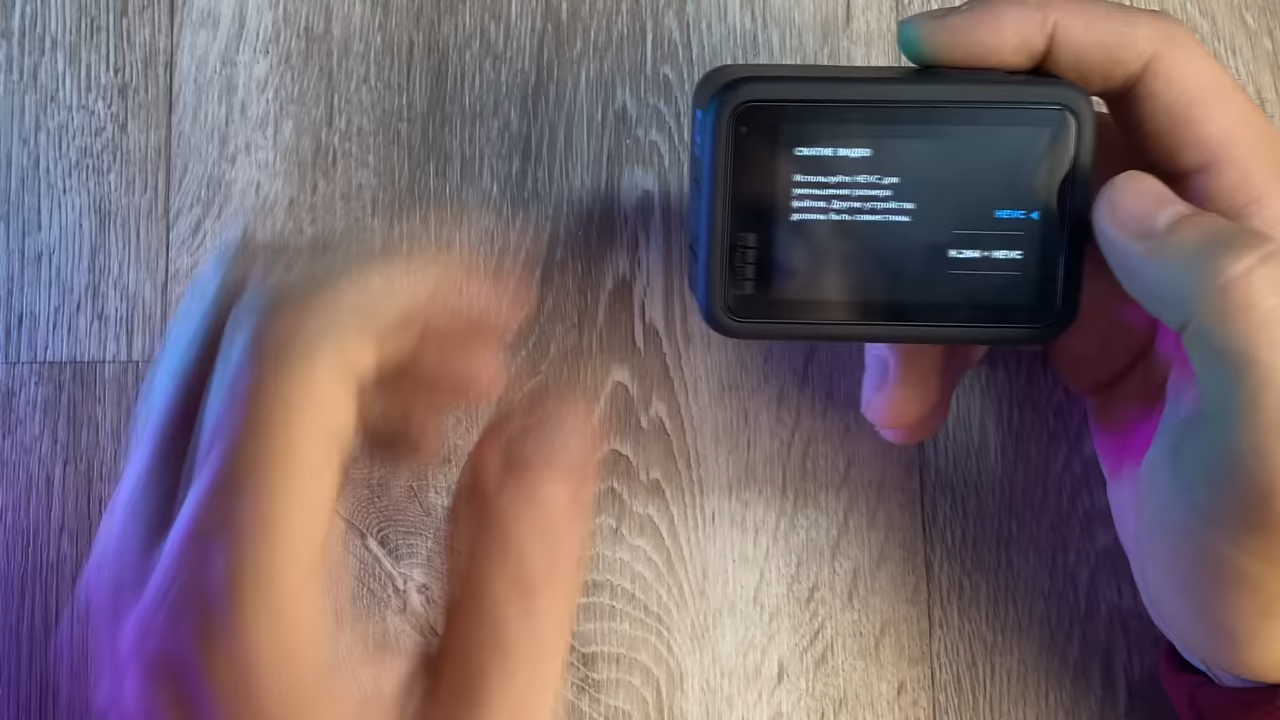 СЖАТИЕ ВИДЕО
Используйте HEVC для
уменьшения размера
файлов. Другие устройства
должны быть совместимы.
HEVC
H.264 + HEVC